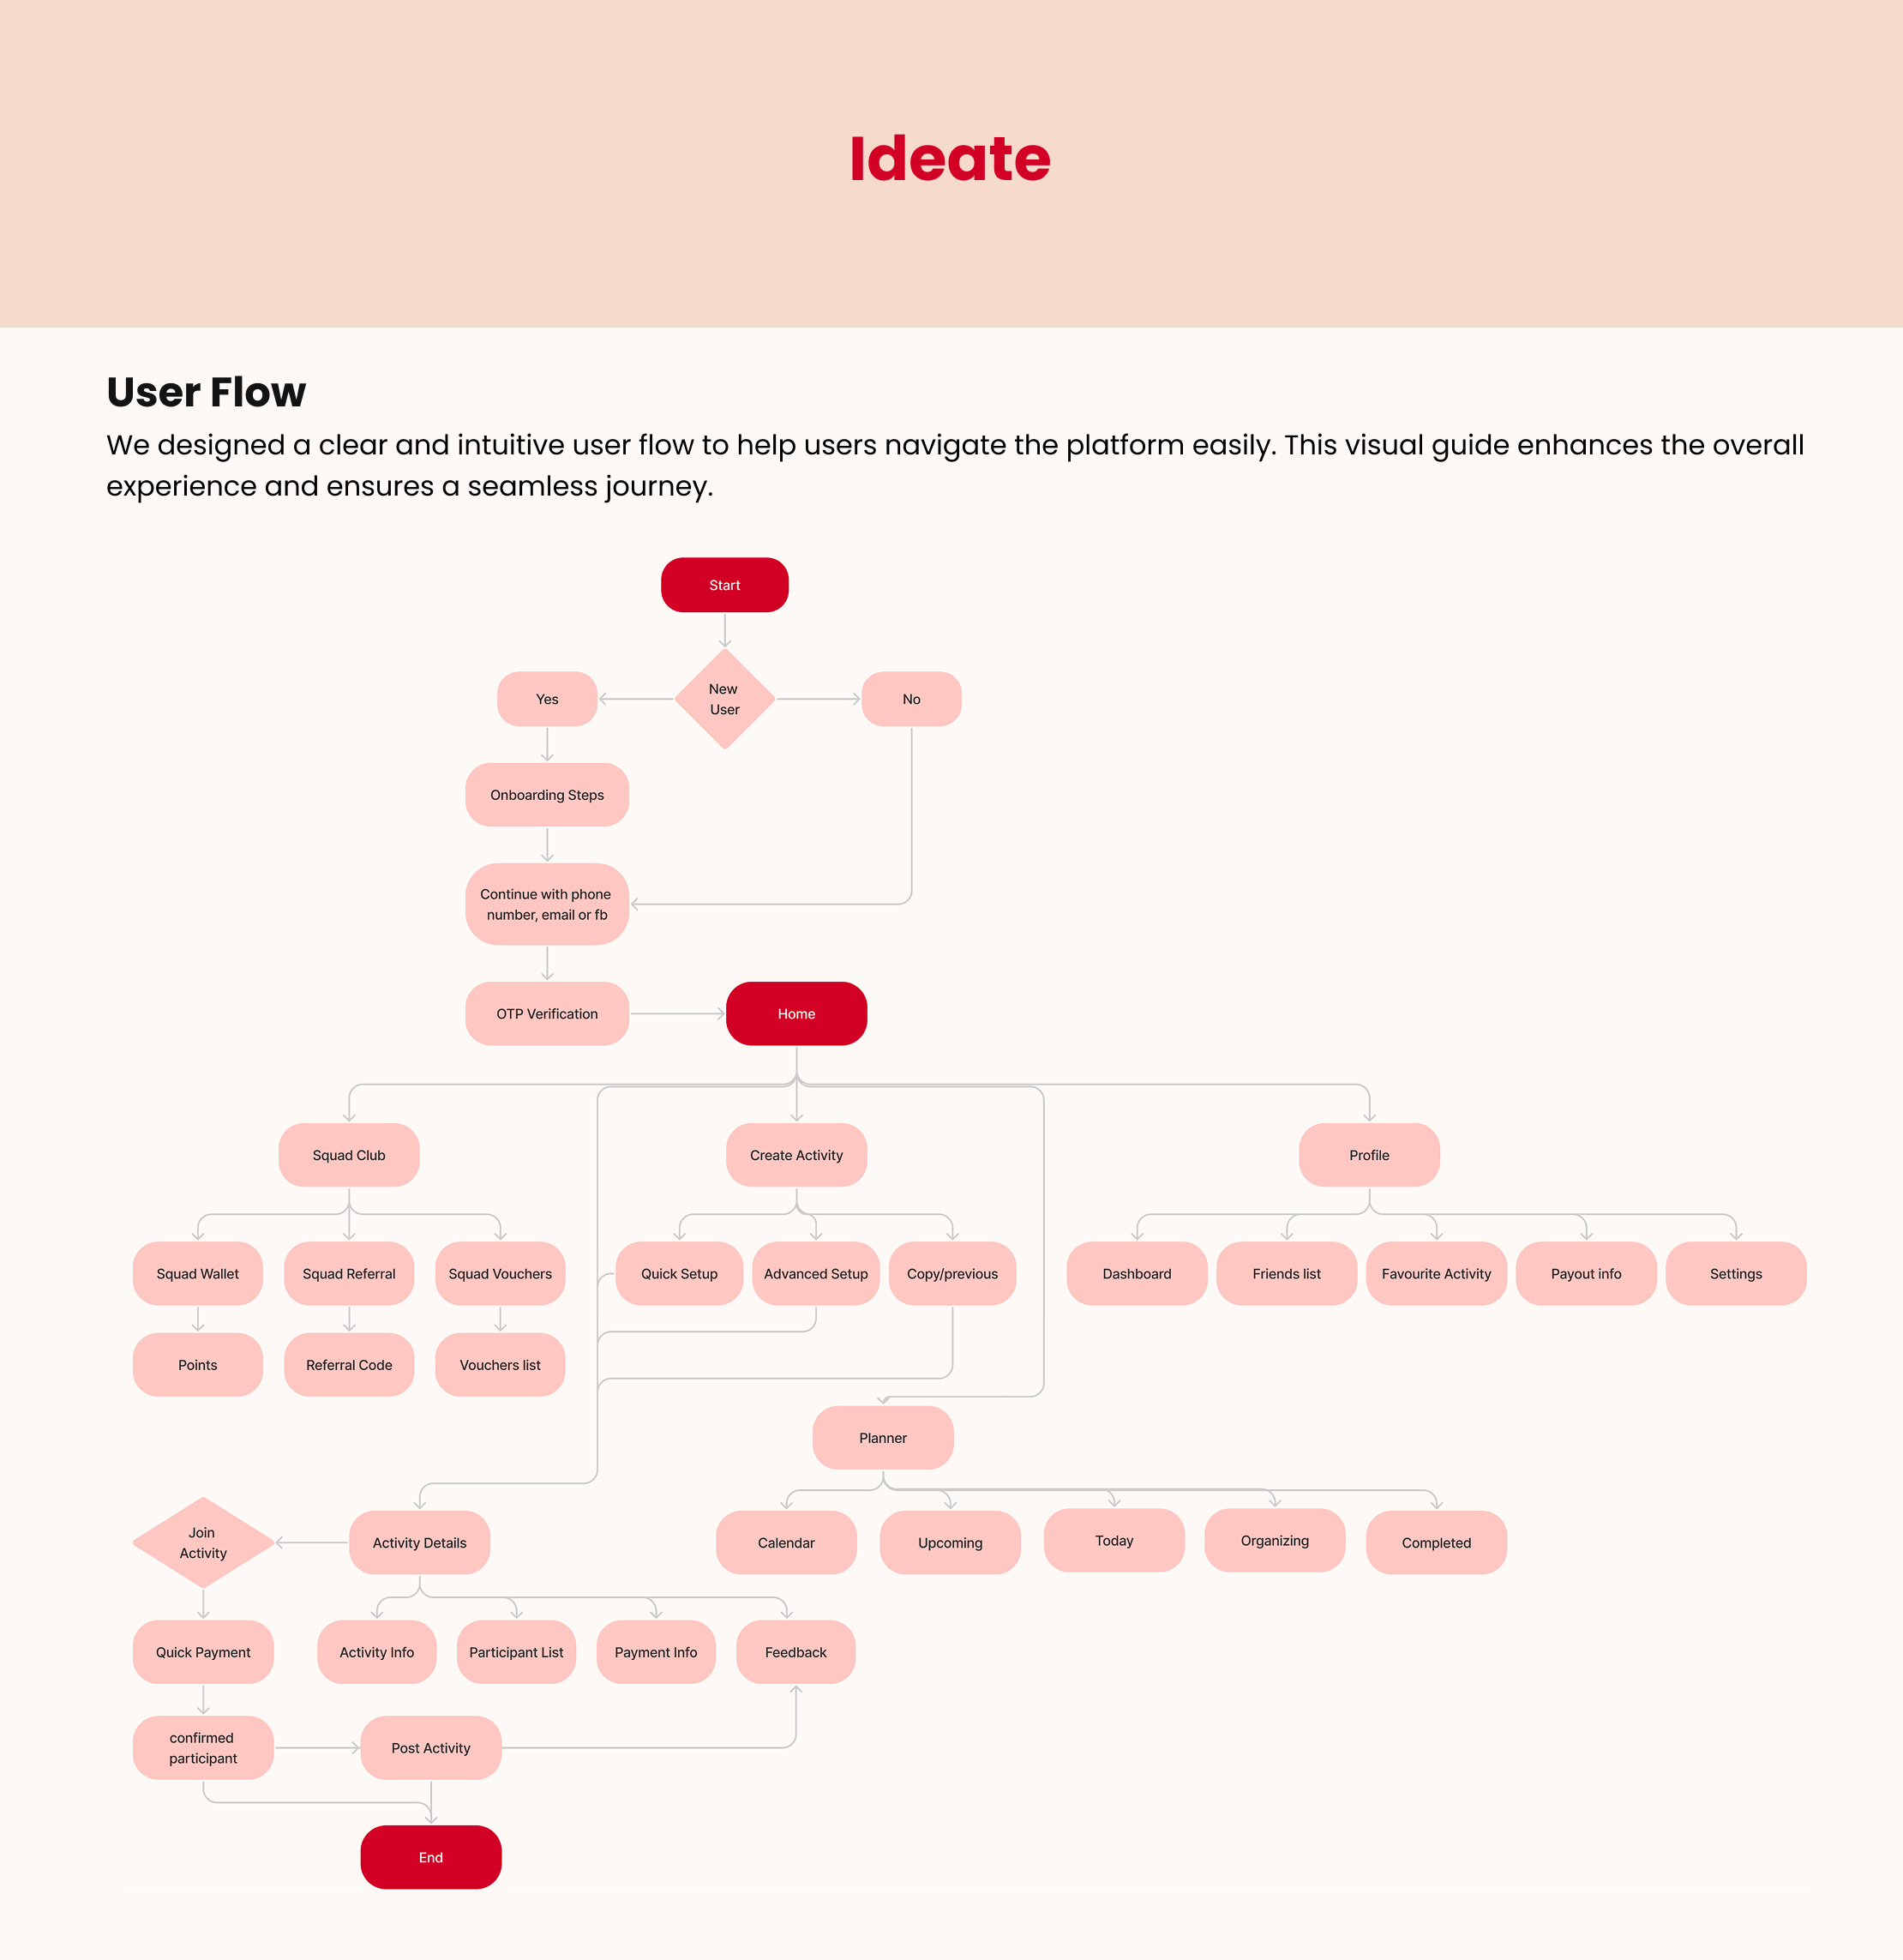 Ideate
User Flow
We designed a clear and intuitive user flow to help users navigate the platform easily. This visual guide enhances the overall
experience and ensures a seamless journey.
Start
Yes
New
User
No
Onboarding Steps
Continue with phone
number, email or fb
OTP Verification
Home
Squad Club
Create Activity
Profile
Squad Wallet
Squad Referral
Squad Vouchers
Quick Setup
Advanced Setup
Copy/previous
Dashboard
Friends list
Favourite Activity
Payout info
Settings
Points
Referral Code
Vouchers list
Planner
Join
Activity
Activity Details
Calendar
Upcoming
Today
Organizing
Completed
Quick Payment
Activity Info
Participant List
Payment Info
Feedback
confirmed
participant
Post Activity
End